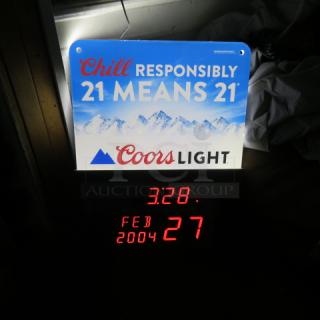 Chill RESPONSIBLY
21 MEANS 21
Coors LIGHT
3:28
FEB 27
2004